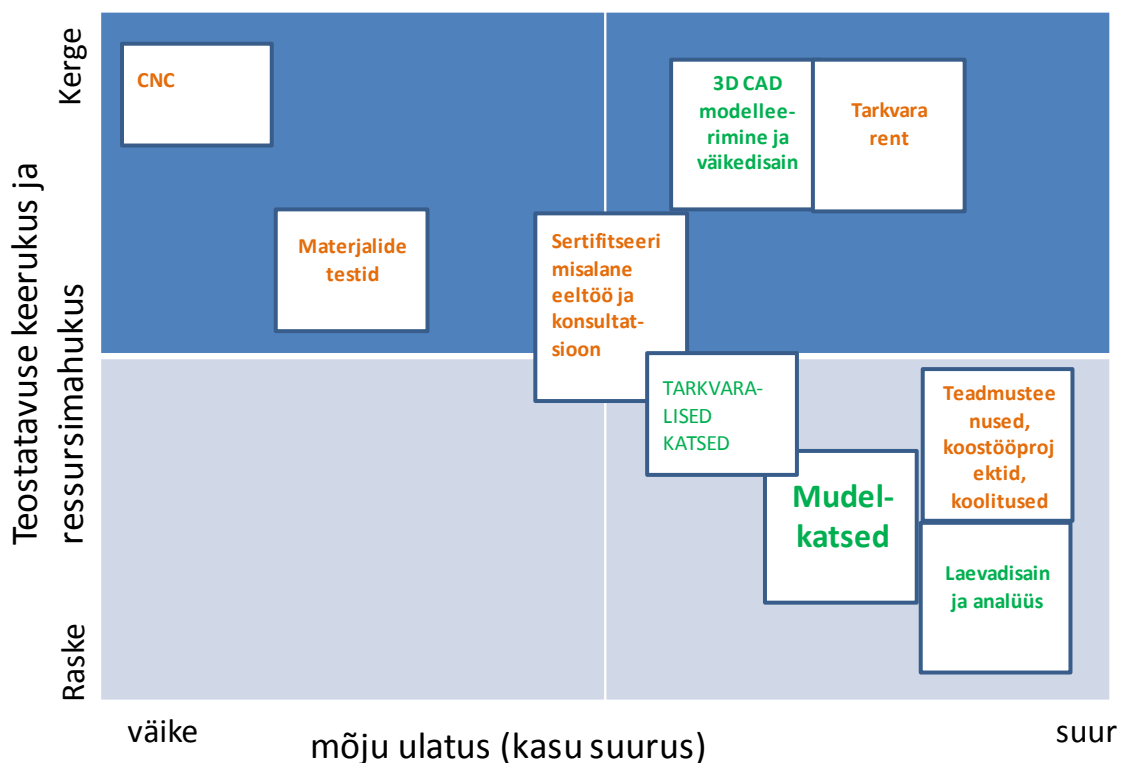 Teostatavuse keerukus ja
ressursimahukus
Kerge
Raske
CNC
3D CAD
modellee-
rimine ja
väikedisain
Tarkvara
rent
Materjalide
testid
Sertifitseeri
misalane
eeltöö ja
konsultat-
sioon
TARKVARA-
LISED
KATSED
Teadmustee
nused,
koostööproj
ektid,
koolitused
Mudel-
katsed
Laevadisain
ja analüüs
väike
suur
mõju ulatus (kasu suurus)